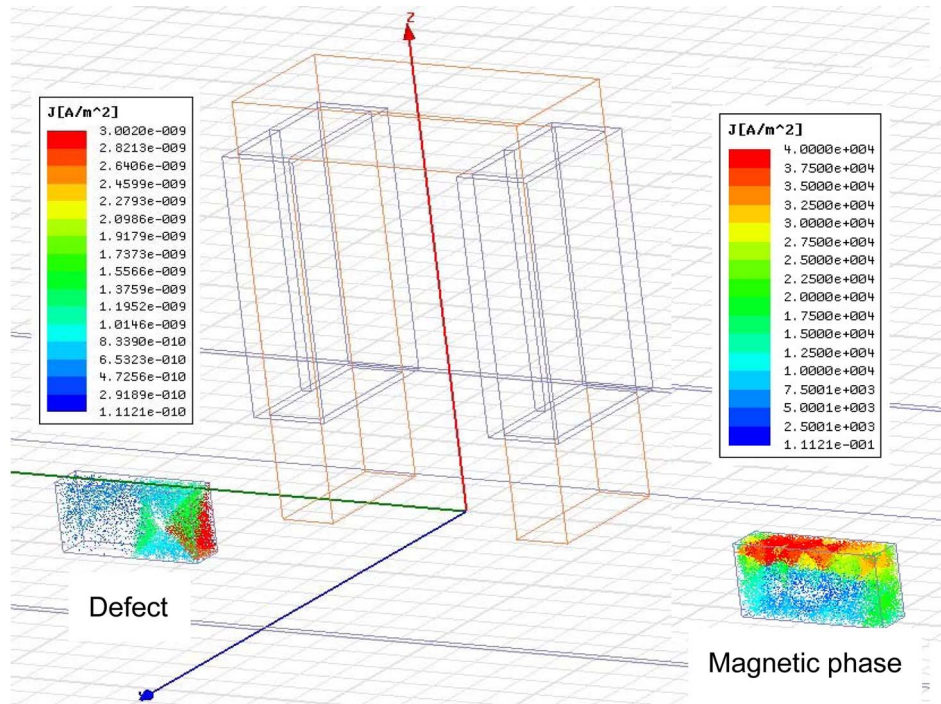 Z
J[A/m^2]
3.0020e-009
2.8213e-009
2.6406e-009
2.4599e-009
2.2793e-009
2.0986e-009
1.9179e-009
1.7373e-009
1.5566e-009
1.3759e-009
1.1952e-009
1.0146e-009
8.3390e-010
6.5323e-010
4.7256e-010
2.9189e-010
1.1121e-010
J[A/m^2]
4.0000e+004
3.7500e+004
3.5000e+004
3.2500e+004
3.0000e+004
2.7500e+004
2.5000e+004
2.2500e+004
2.0000e+004
1.7500e+004
1.5000e+004
1.2500e+004
1.0000e+004
7.5001e+003
5.0001e+003
2.5001e+003
1.1121e-001
Defect
Magnetic phase